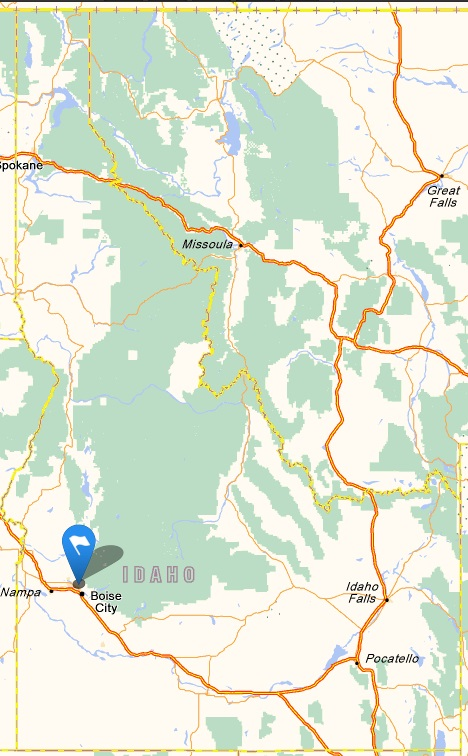 Spokane
Great
Falls
Missoula
IDAHO
Nampa
Boise
City
Idaho
Falls
Pocatello